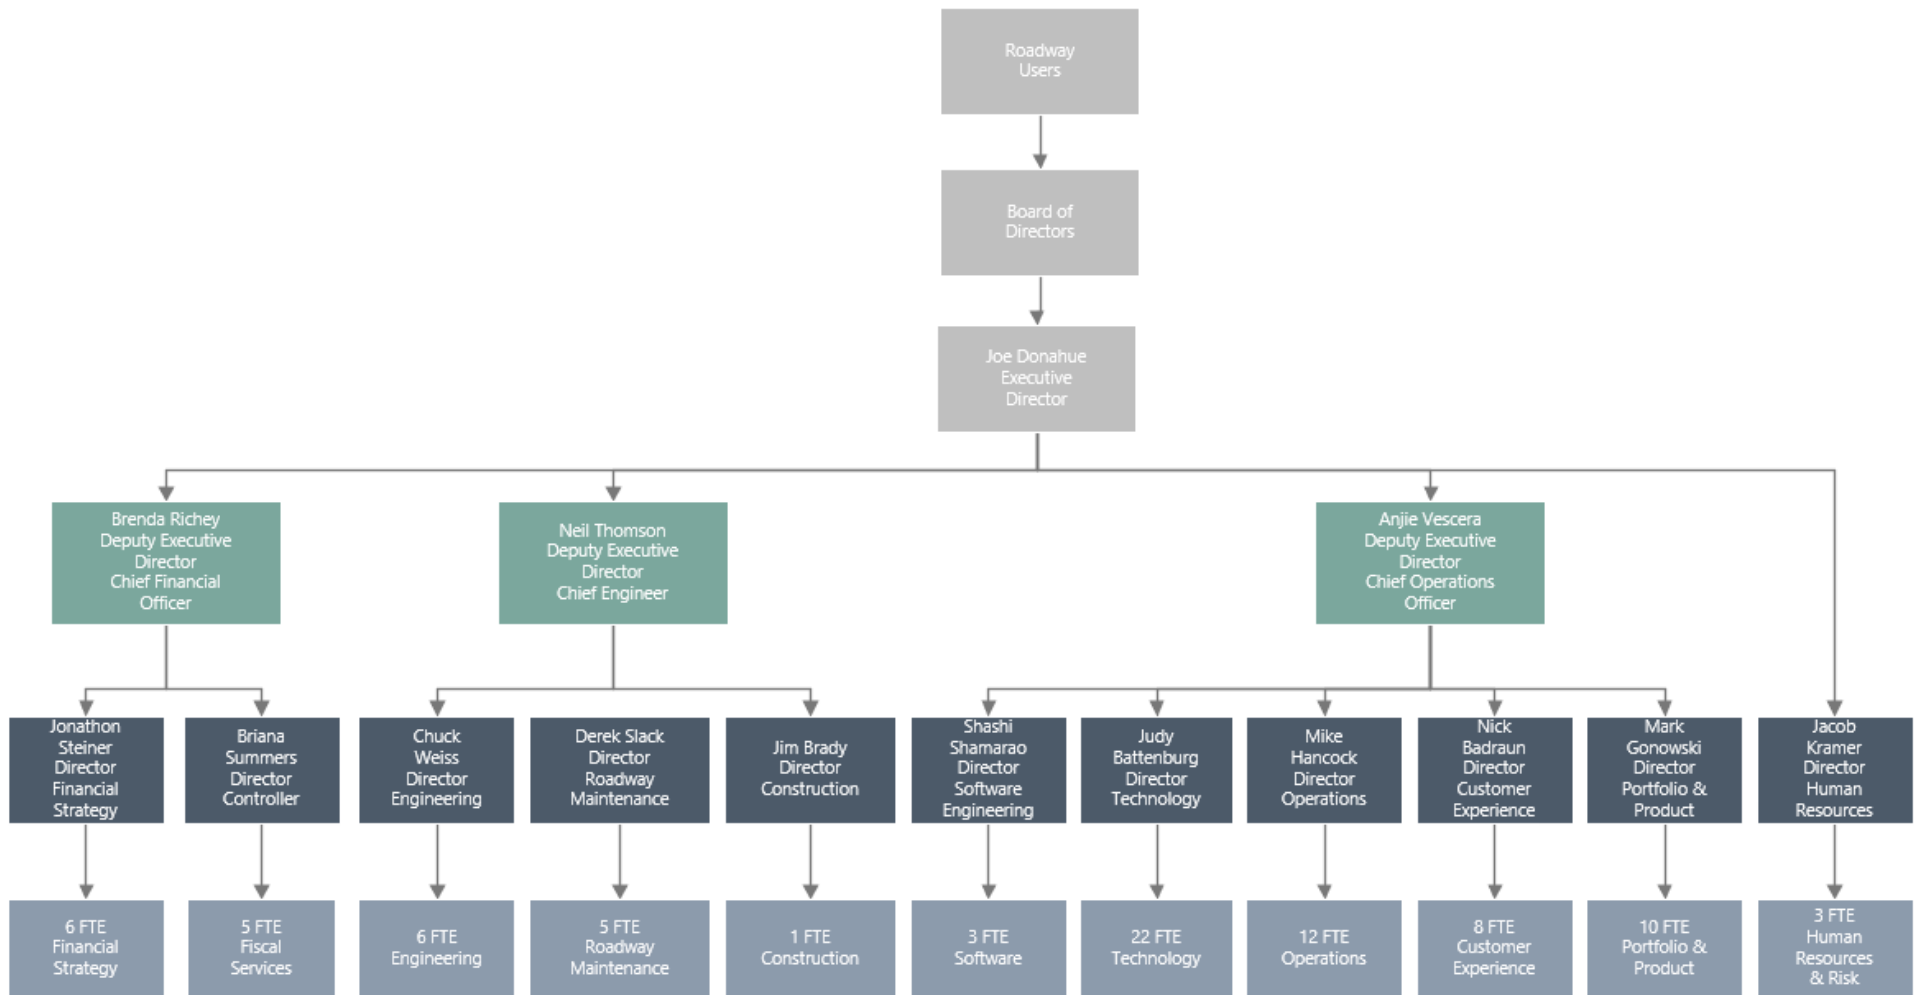 Roadway
Users
Board of
Directors
Joe Donahue
Executive
Director
Brenda Richey
Deputy Executive
Director
Chief Financial
Officer
Neil Thomson
Deputy Executive
Director
Chief Engineer
Anjie Vescera
Deputy Executive
Director
Chief Operations
Officer
Jonathon
Steiner
Director
Financial
Strategy
Briana
Summers
Director
Controller
Chuck
Weiss
Director
Engineering
Derek Slack
Director
Roadway
Maintenance
Jim Brady
Director
Construction
Shashi
Shamarao
Director
Software
Engineering
Judy
Battenburg
Director
Technology
Mike
Hancock
Director
Operations
Nick
Badraun
Director
Customer
Experience
Mark
Gonowski
Director
Portfolio &
Product
Jacob
Kramer
Director
Human
Resources
6 FTE
Financial
Strategy
5 FTE
Fiscal
Services
6 FTE
Engineering
5 FTE
Roadway
Maintenance
1 FTE
Construction
3 FTE
Software
22 FTE
Technology
12 FTE
Operations
8 FTE
Customer
Experience
10 FTE
Portfolio &
Product
3 FTE
Human
Resources
& Risk